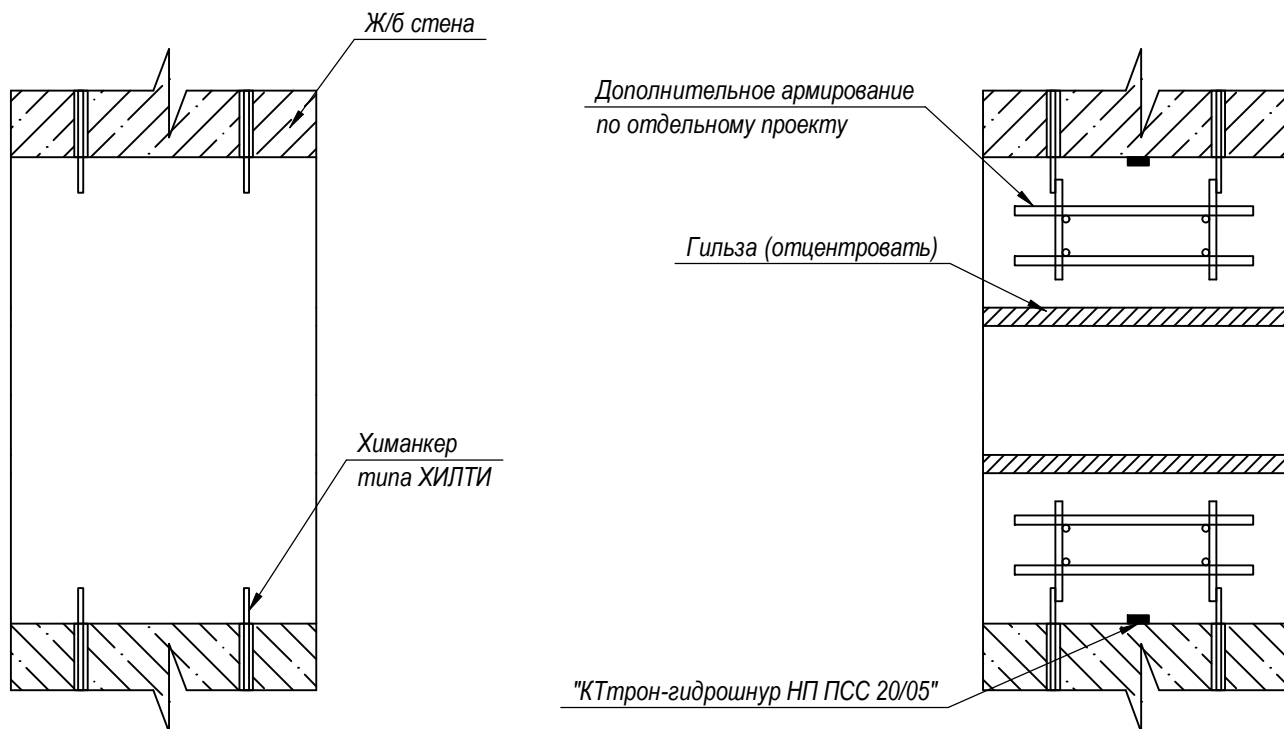 Ж/б стена
Дополнительное армирование
по отдельному проекту
Гильза (отцентровать)
Химанкер
типа ХИЛТИ
"КТтрон-гидрошнур НП ПСС 20/05"